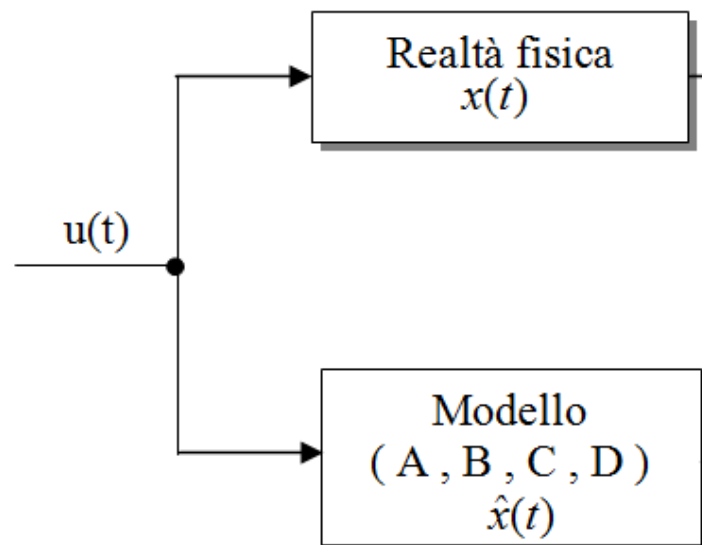 Realtà fisica
x(t)
u(t)
Modello
( A , B , C , D )
x̂(t)